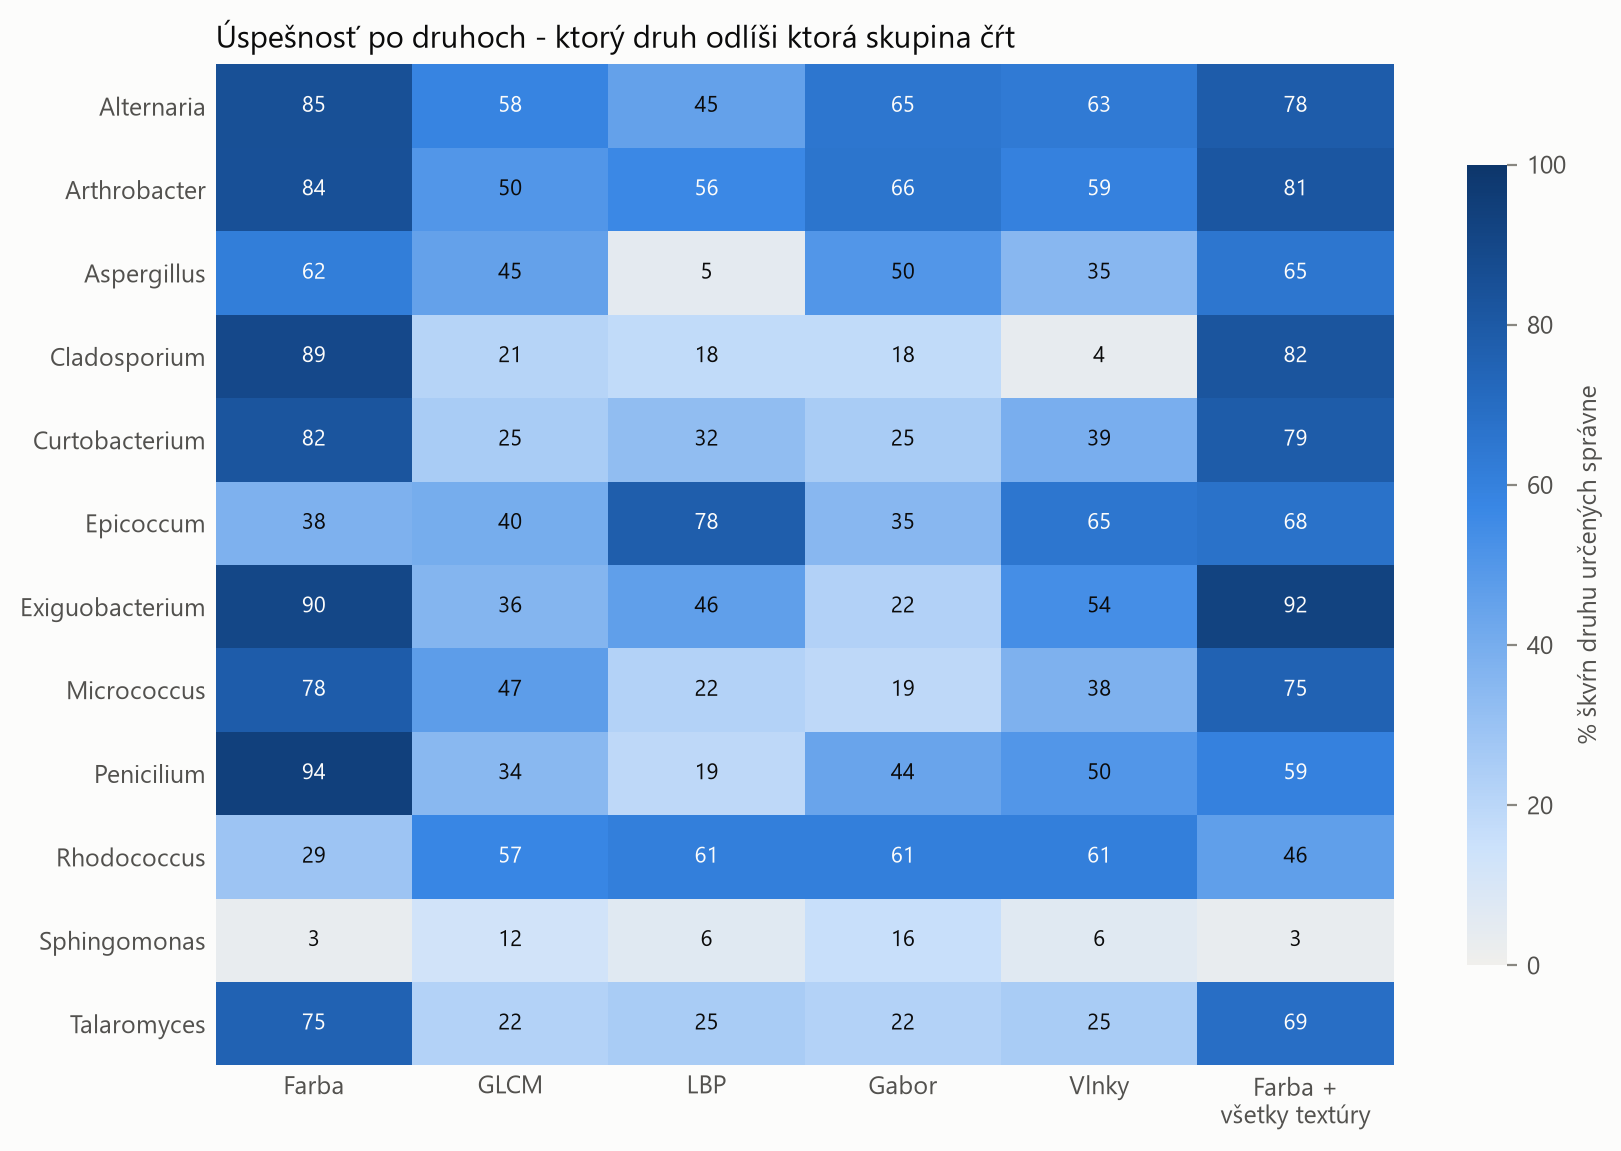 Úspešnosť po druhoch - ktorý druh odlíši ktorá skupina čŕt
Alternaria 85 58 45 65 63 78
Arthrobacter 84 50 56 66 59 81
Aspergillus 62 45 5 50 35 65
Cladosporium 89 21 18 18 4 82
Curtobacterium 82 25 32 25 39 79
Epicoccum 38 40 78 35 65 68
Exiguobacterium 90 36 46 22 54 92
Micrococcus 78 47 22 19 38 75
Penicilium 94 34 19 44 50 59
Rhodococcus 29 57 61 61 61 46
Sphingomonas 3 12 6 16 6 3
Talaromyces 75 22 25 22 25 69
Farba GLCM LBP Gabor Vlnky Farba +
všetky textúry
100
80
60
40
20
0
% škvŕn druhu určených správne